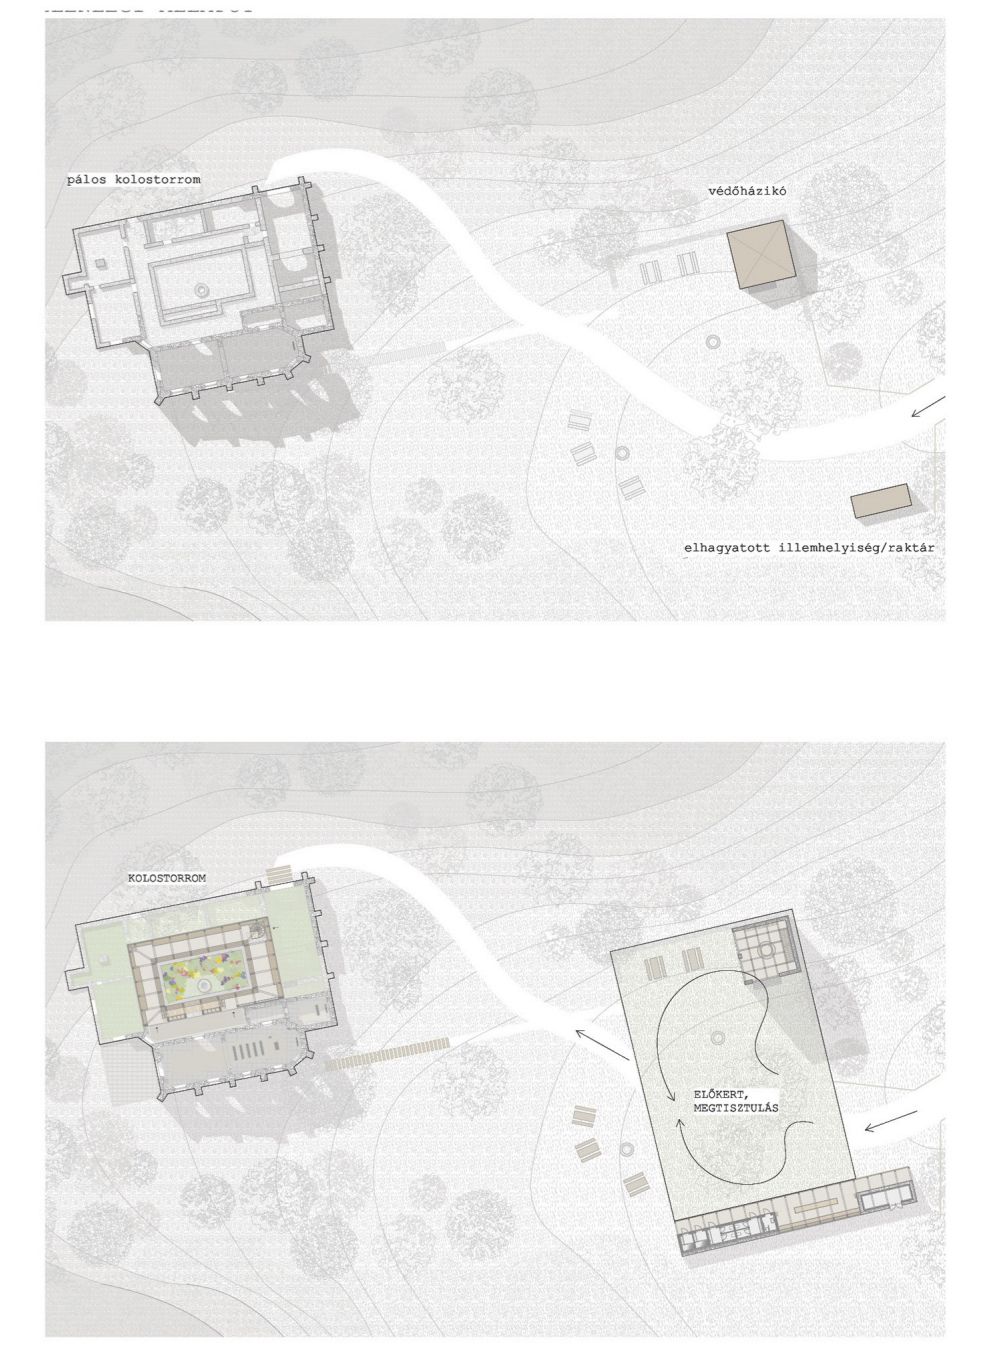 pálos kolostorrom
védőházikó
elhagyatott illemhelyiség/raktár
KOLOSTORROM
ELŐKERT,
MEGTISZTULÁS